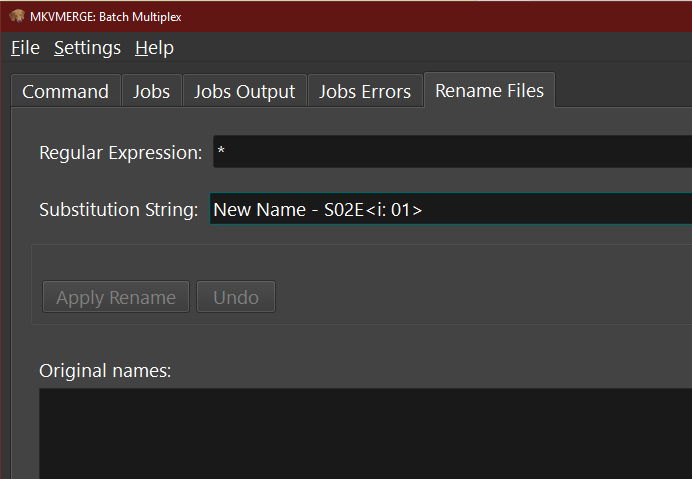 MKVMERGE: Batch Multiplex
File Settings Help
Command Jobs Jobs Output Jobs Errors Rename Files
Regular Expression: *
Substitution String: New Name - S02E<i: 01>
Apply Rename Undo
Original names: